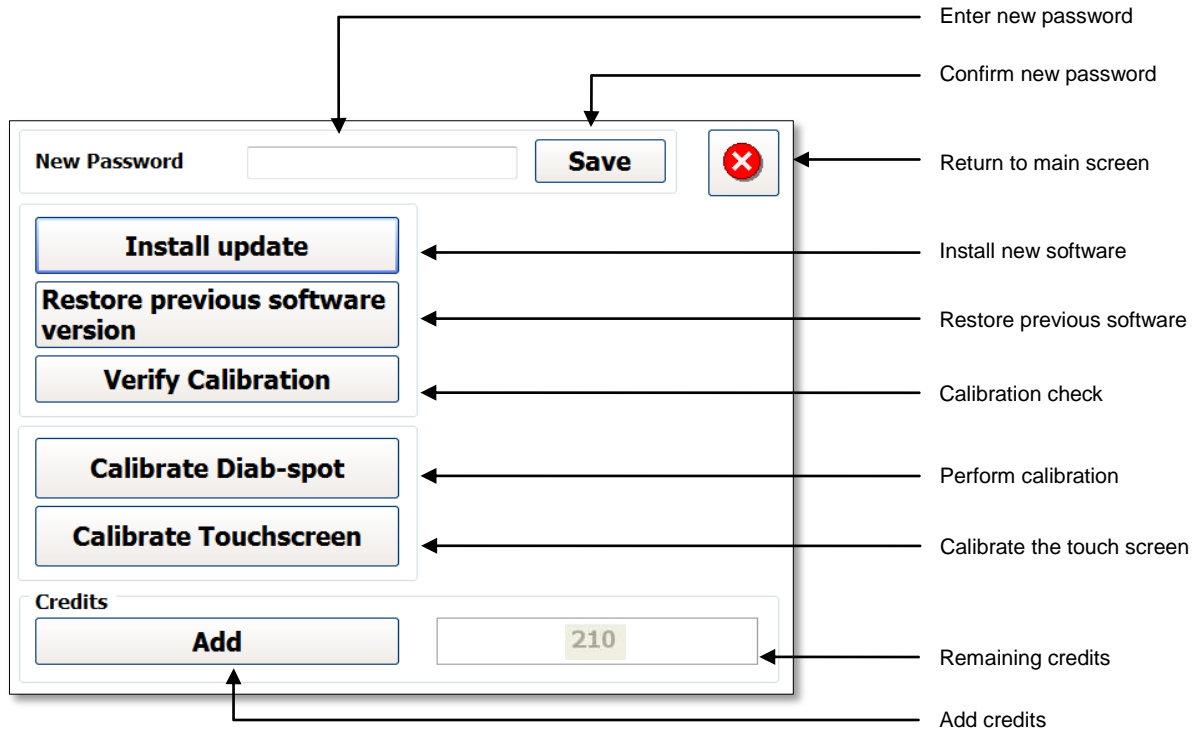 Enter new password
Confirm new password
New Password
Save
Return to main screen
Install update
Install new software
Restore previous software
version
Restore previous software
Verify Calibration
Calibration check
Calibrate Diab-spot
Perform calibration
Calibrate Touchscreen
Calibrate the touch screen
Credits
Add
210
Remaining credits
Add credits